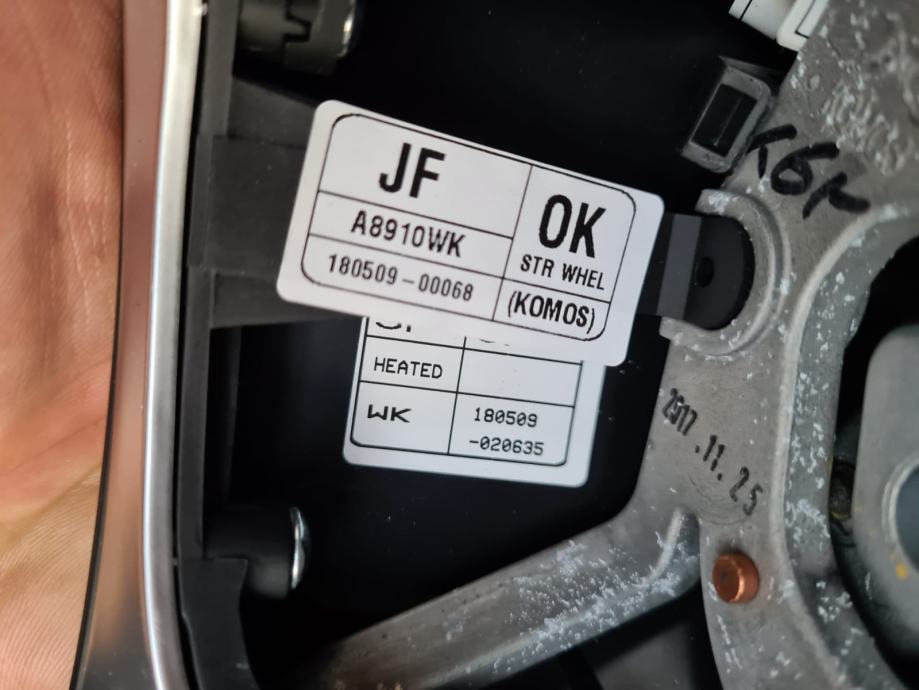 JF
A8910WK
180509-00068
OK
STR WHEL
(KOMOS)
HEATED
WK
180509
-020635
2017.11.25